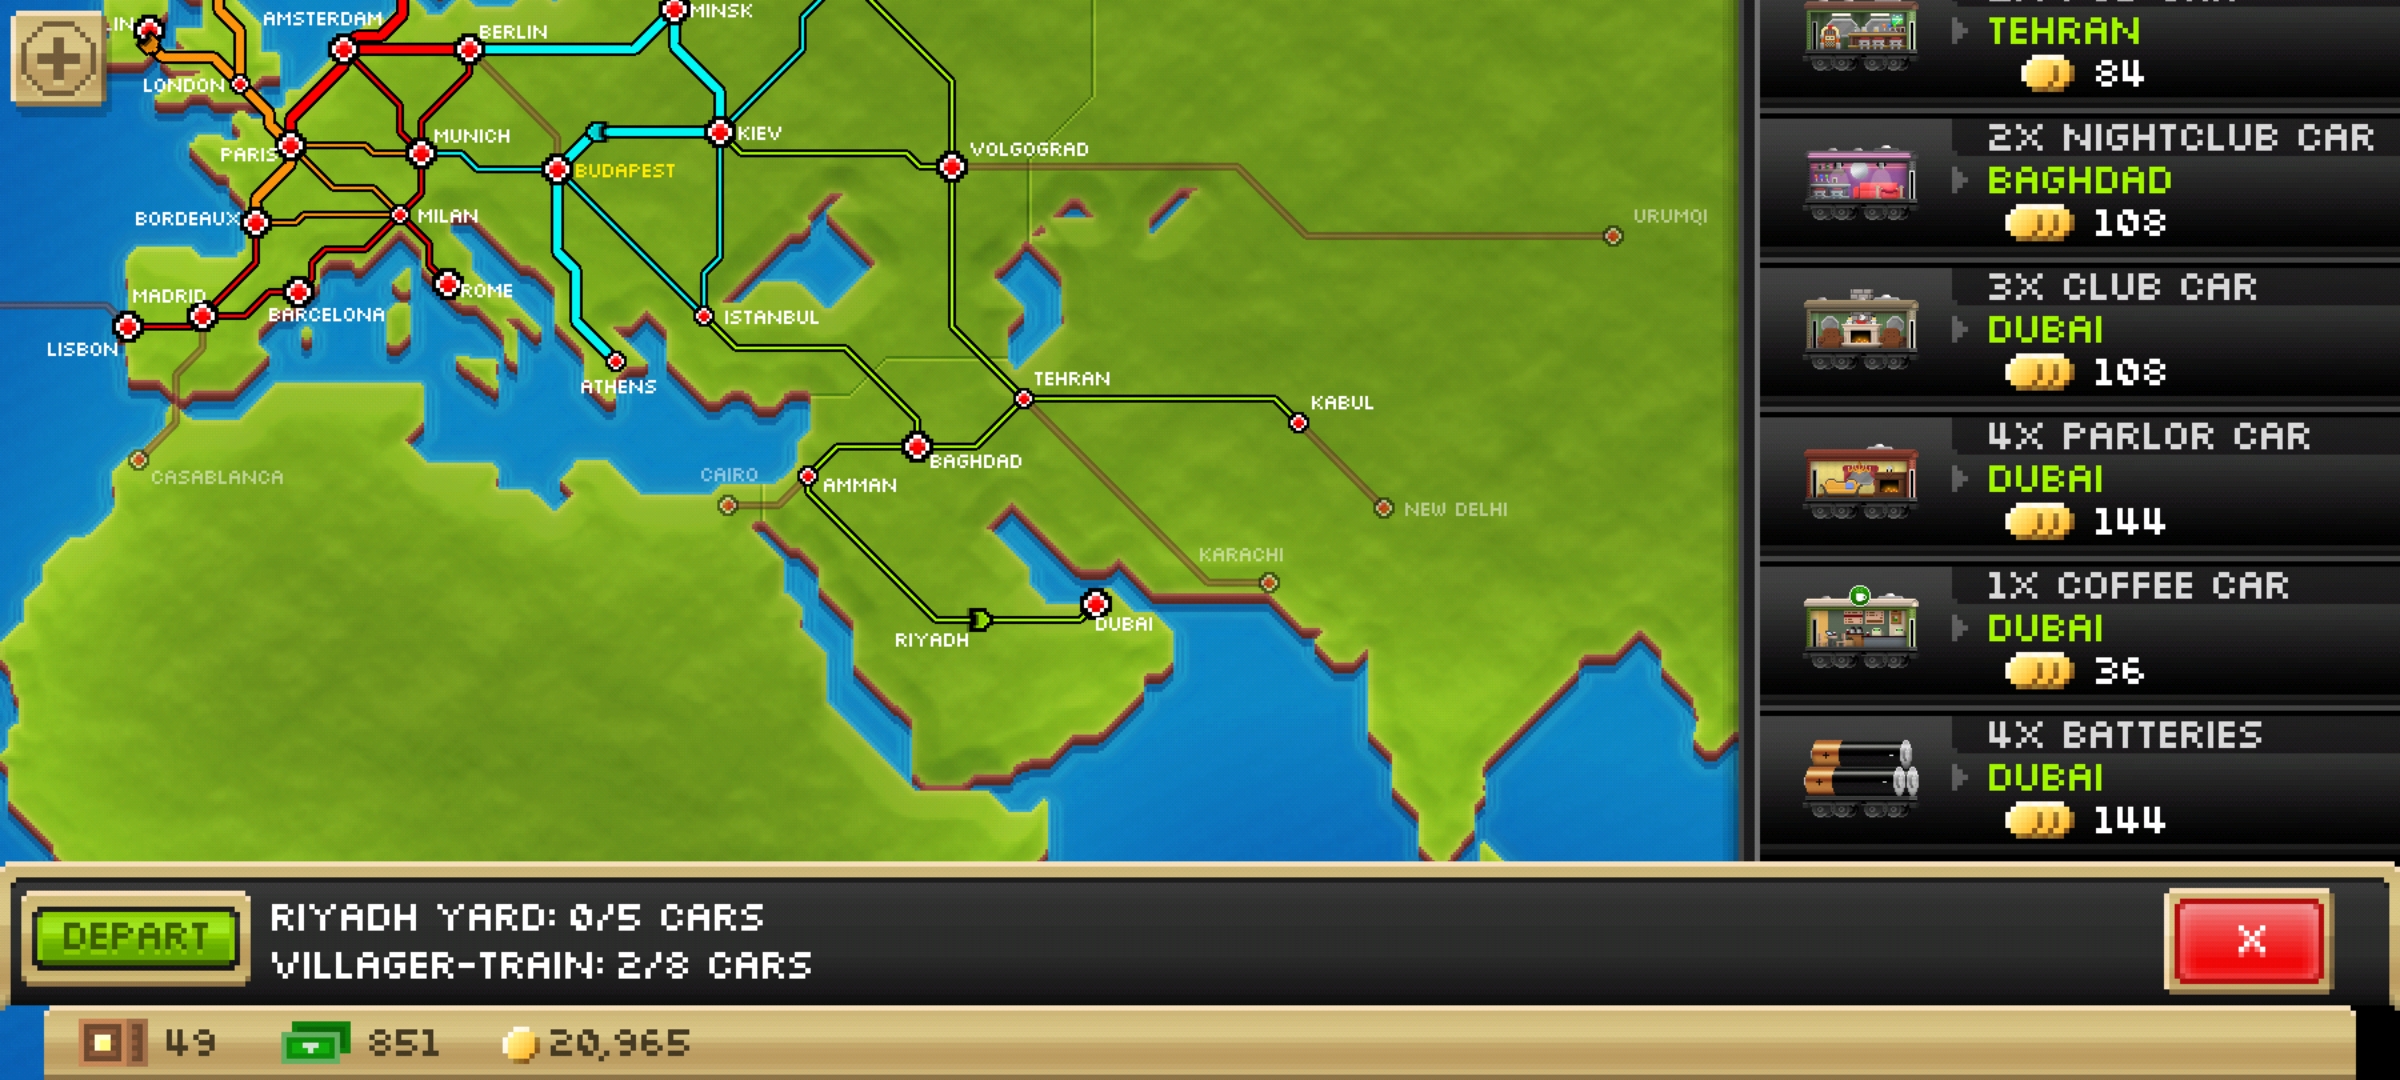 AMSTERDAM
MINSK
BERLIN
LONDON
MUNICH
KIEV
PARIS
VOLGOGRAD
BUDAPEST
BORDEAUX
MILAN
URUMQI
MADRID
ROME
BARCELONA
ISTANBUL
LISBON
ATHENS
TEHRAN
KABUL
CASABLANCA
CAIRO
BAGHDAD
AMMAN
NEW DELHI
KARACHI
RIYADH
DUBAI
TEHRAN
84
2X NIGHTCLUB CAR
BAGHDAD
108
3X CLUB CAR
DUBAI
108
4X PARLOR CAR
DUBAI
144
1X COFFEE CAR
DUBAI
36
4X BATTERIES
DUBAI
144
DEPART
RIYADH YARD: 0/5 CARS
VILLAGER-TRAIN: 2/8 CARS
X
49
851
20,965